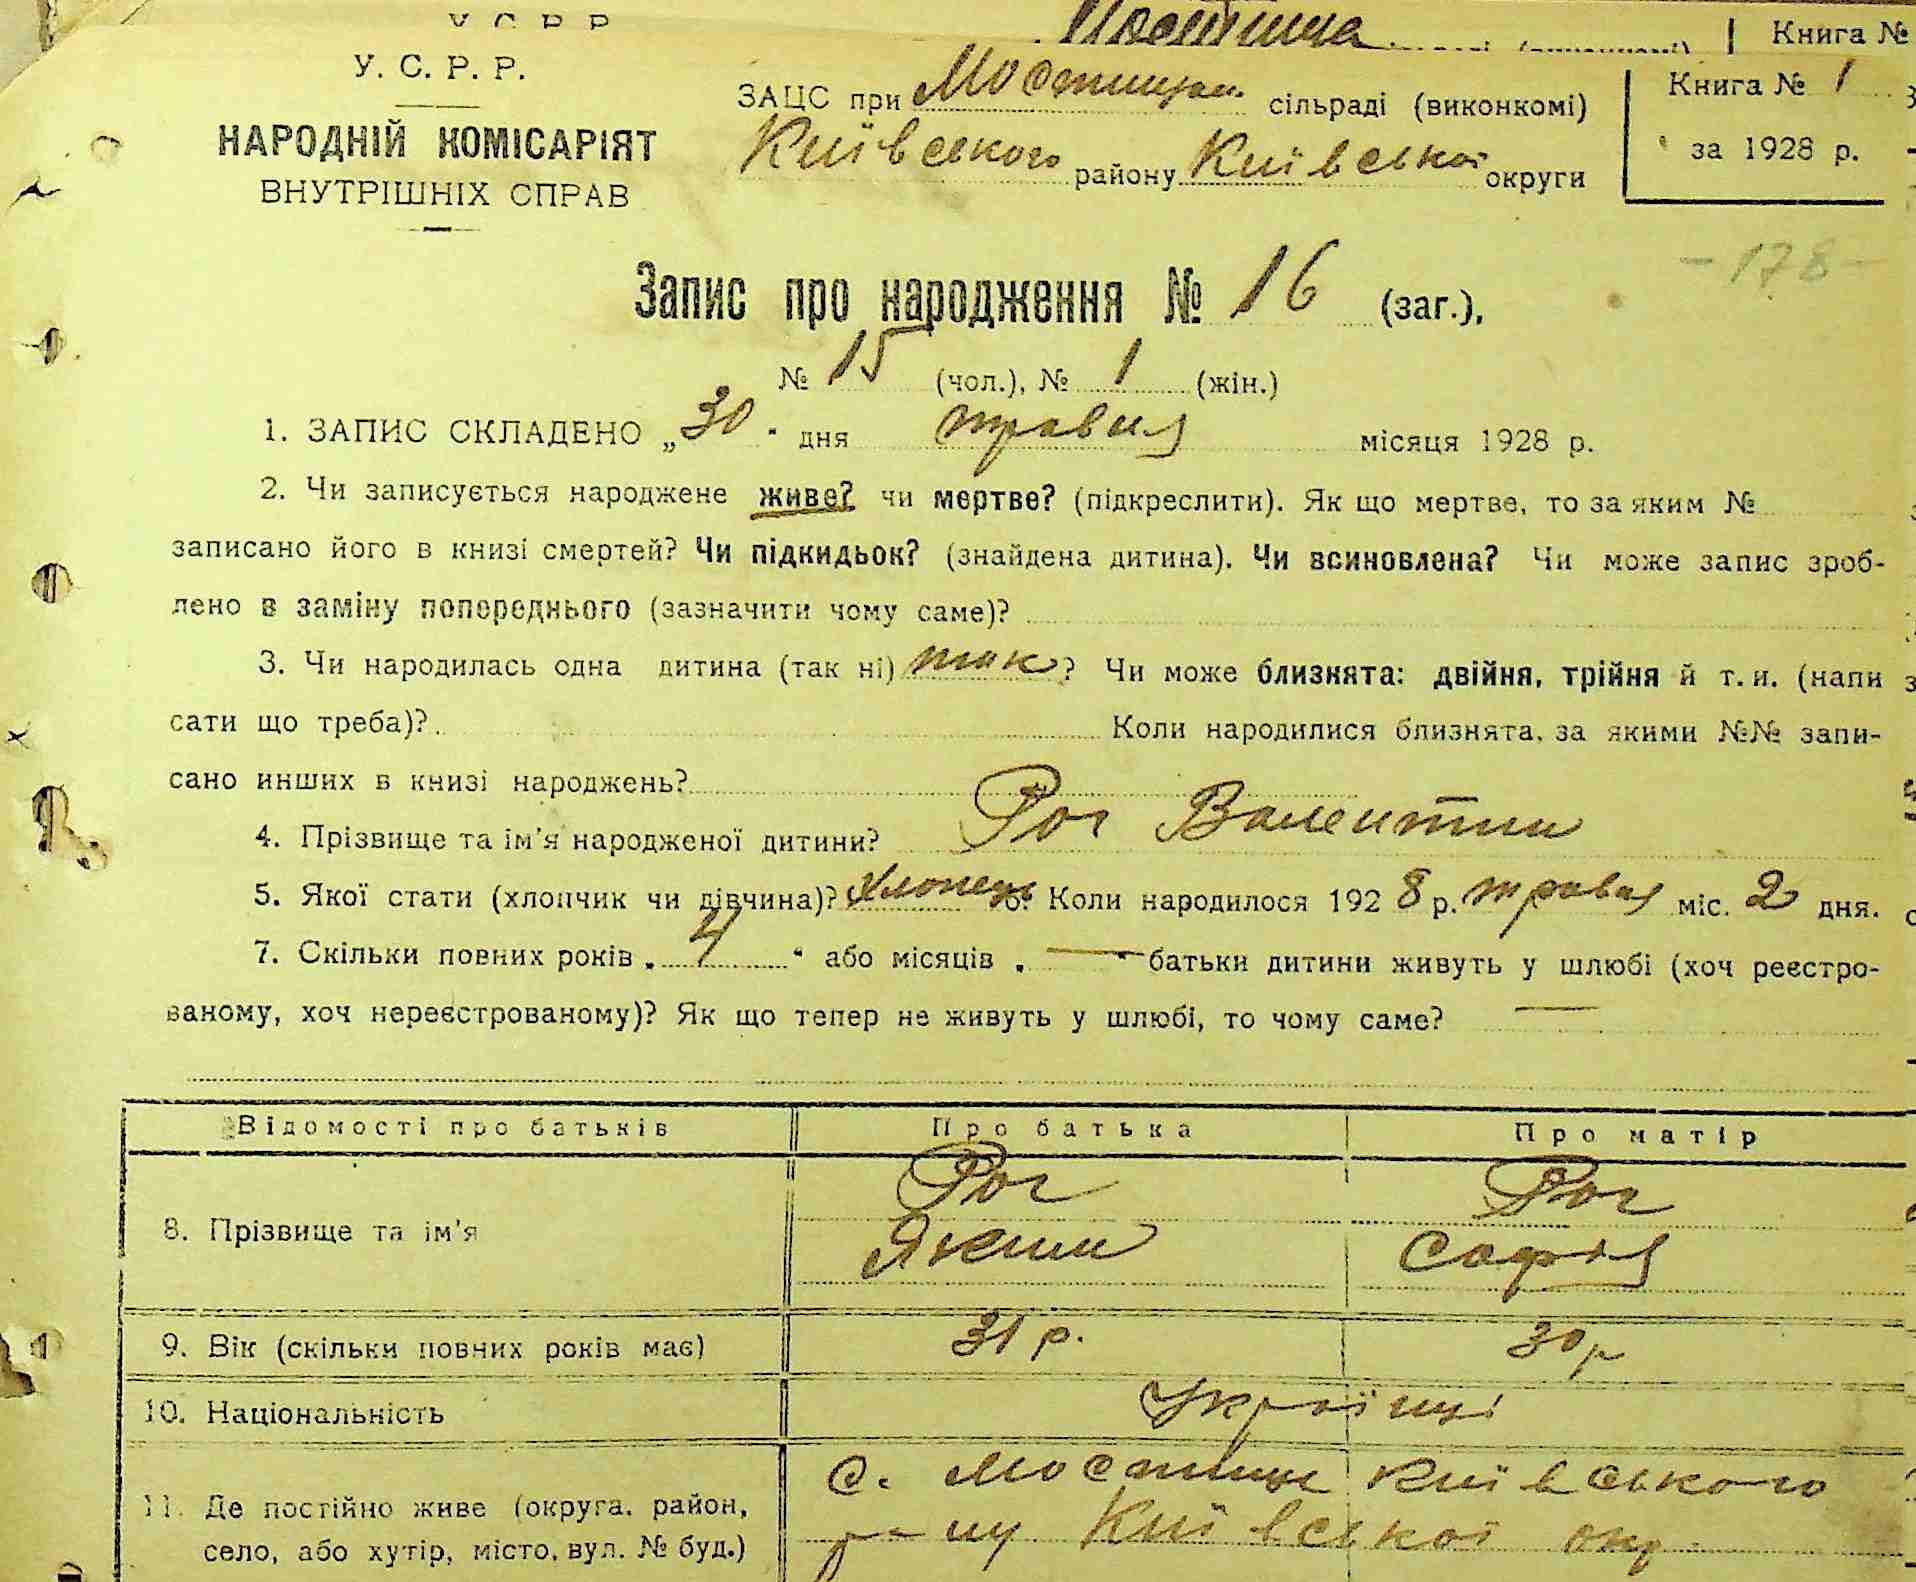 У. С. Р. Р.
Книга №
У. С. Р. Р.
НАРОДНІЙ КОМІСАРІЯТ
ВНУТРІШНІХ СПРАВ
ЗАЦС при Мостицьк. сільраді (виконкомі)
Київського району Київської округи
Книга № 1
за 1928 р.
- 178 -
Запис про народження № 16 (заг.),
№ 15 (чол.), № 1 (жін.)
1. ЗАПИС СКЛАДЕНО „30" дня травня місяця 1928 р.
2. Чи записується народжене живе? чи мертве? (підкреслити). Як що мертве, то за яким №
записано його в книзі смертей? Чи підкидьок? (знайдена дитина). Чи всиновлена? Чи може запис зроб-
лено в заміну попореднього (зазначити чому саме)?
3. Чи народилась одна дитина (так ні) так? Чи може близнята: двійня, трійня й т. и. (напи
сати що треба)? Коли народилися близнята, за якими №№ запи-
сано инших в книзі народжень?
4. Прізвище та ім'я народженої дитини? Рог Валентин
5. Якої стати (хлопчик чи дівчина)? Хлопець 6. Коли народилося 1928 р. травня міс. 2 дня.
7. Скільки повних років „4" або місяців „—" батьки дитини живуть у шлюбі (хоч реєстро-
ваному, хоч нереєстрованому)? Як що тепер не живуть у шлюбі, то чому саме? —
Відомості про батьків Про батька Про матір
8. Прізвище та ім'я Рог Рог
Яким Софія
9. Вік (скільки повних років має) 31 р. 30 р
10. Національність Українці
11. Де постійно живе (округа, район,
село, або хутір, місто, вул. № буд.)
с. Мостище Київського
р-ну Київської окр.